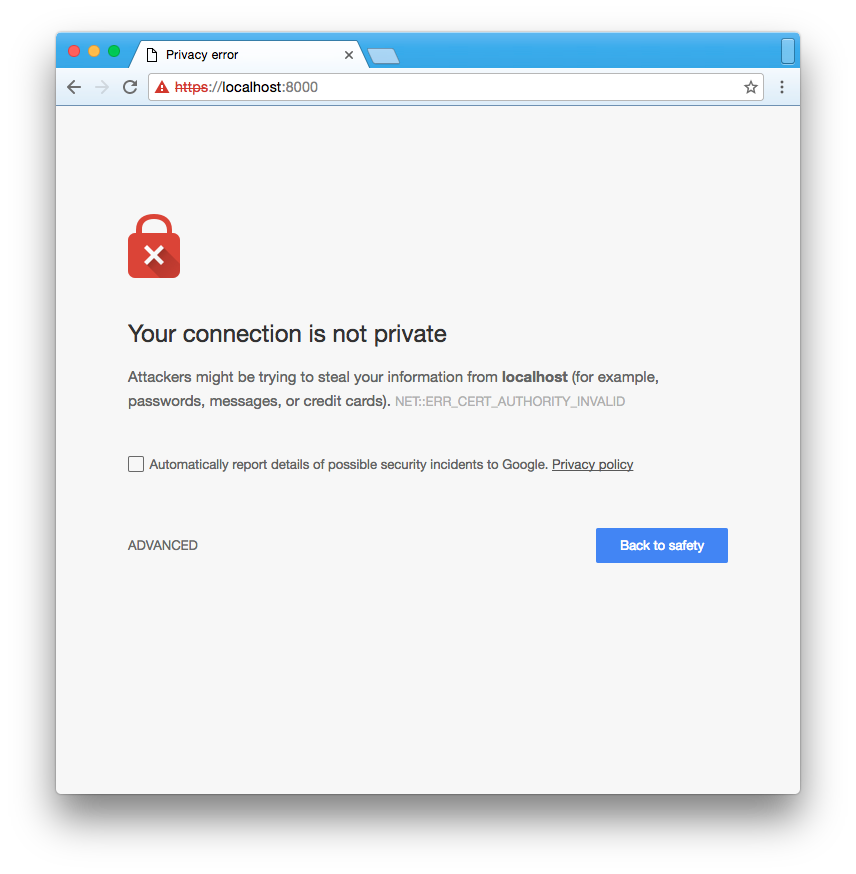 Privacy error
https://localhost:8000
Your connection is not private
Attackers might be trying to steal your information from localhost (for example,
passwords, messages, or credit cards). NET::ERR_CERT_AUTHORITY_INVALID
Automatically report details of possible security incidents to Google. Privacy policy
ADVANCED
Back to safety